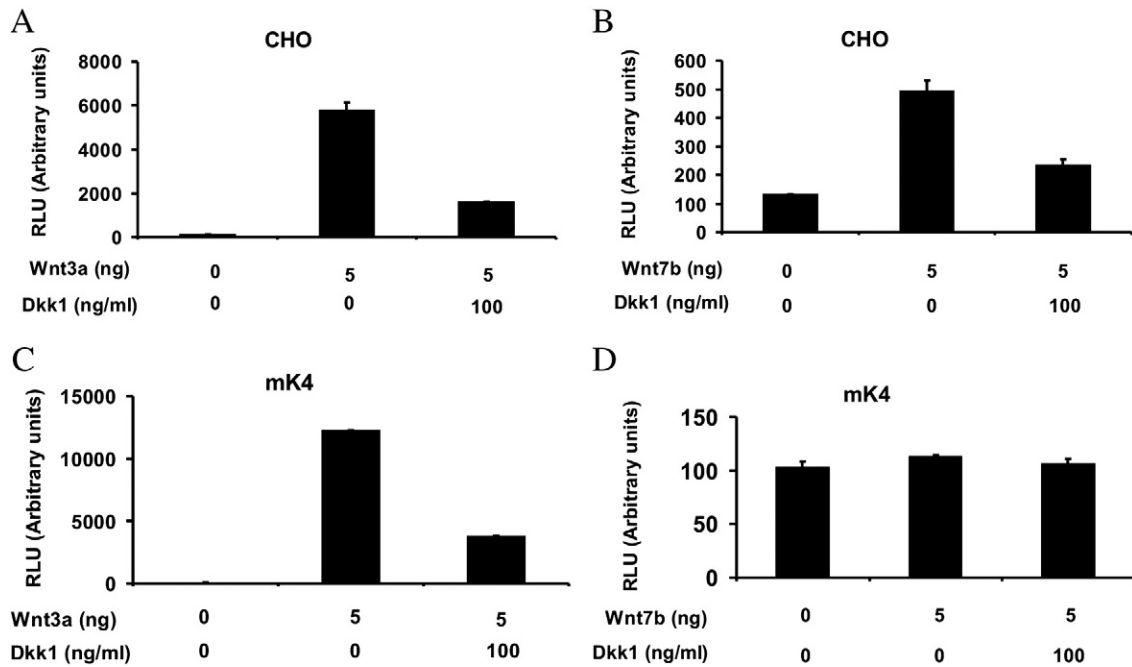 A
CHO
RLU (Arbitrary units)
8000
6000
4000
2000
0
Wnt3a (ng) 0 5 5
Dkk1 (ng/ml) 0 0 100
B
CHO
RLU (Arbitrary units)
600
500
400
300
200
100
0
Wnt7b (ng) 0 5 5
Dkk1 (ng/ml) 0 0 100
C
mK4
RLU (Arbitrary units)
15000
10000
5000
0
Wnt3a (ng) 0 5 5
Dkk1 (ng/ml) 0 0 100
D
mK4
RLU (Arbitrary units)
150
100
50
0
Wnt7b (ng) 0 5 5
Dkk1 (ng/ml) 0 0 100